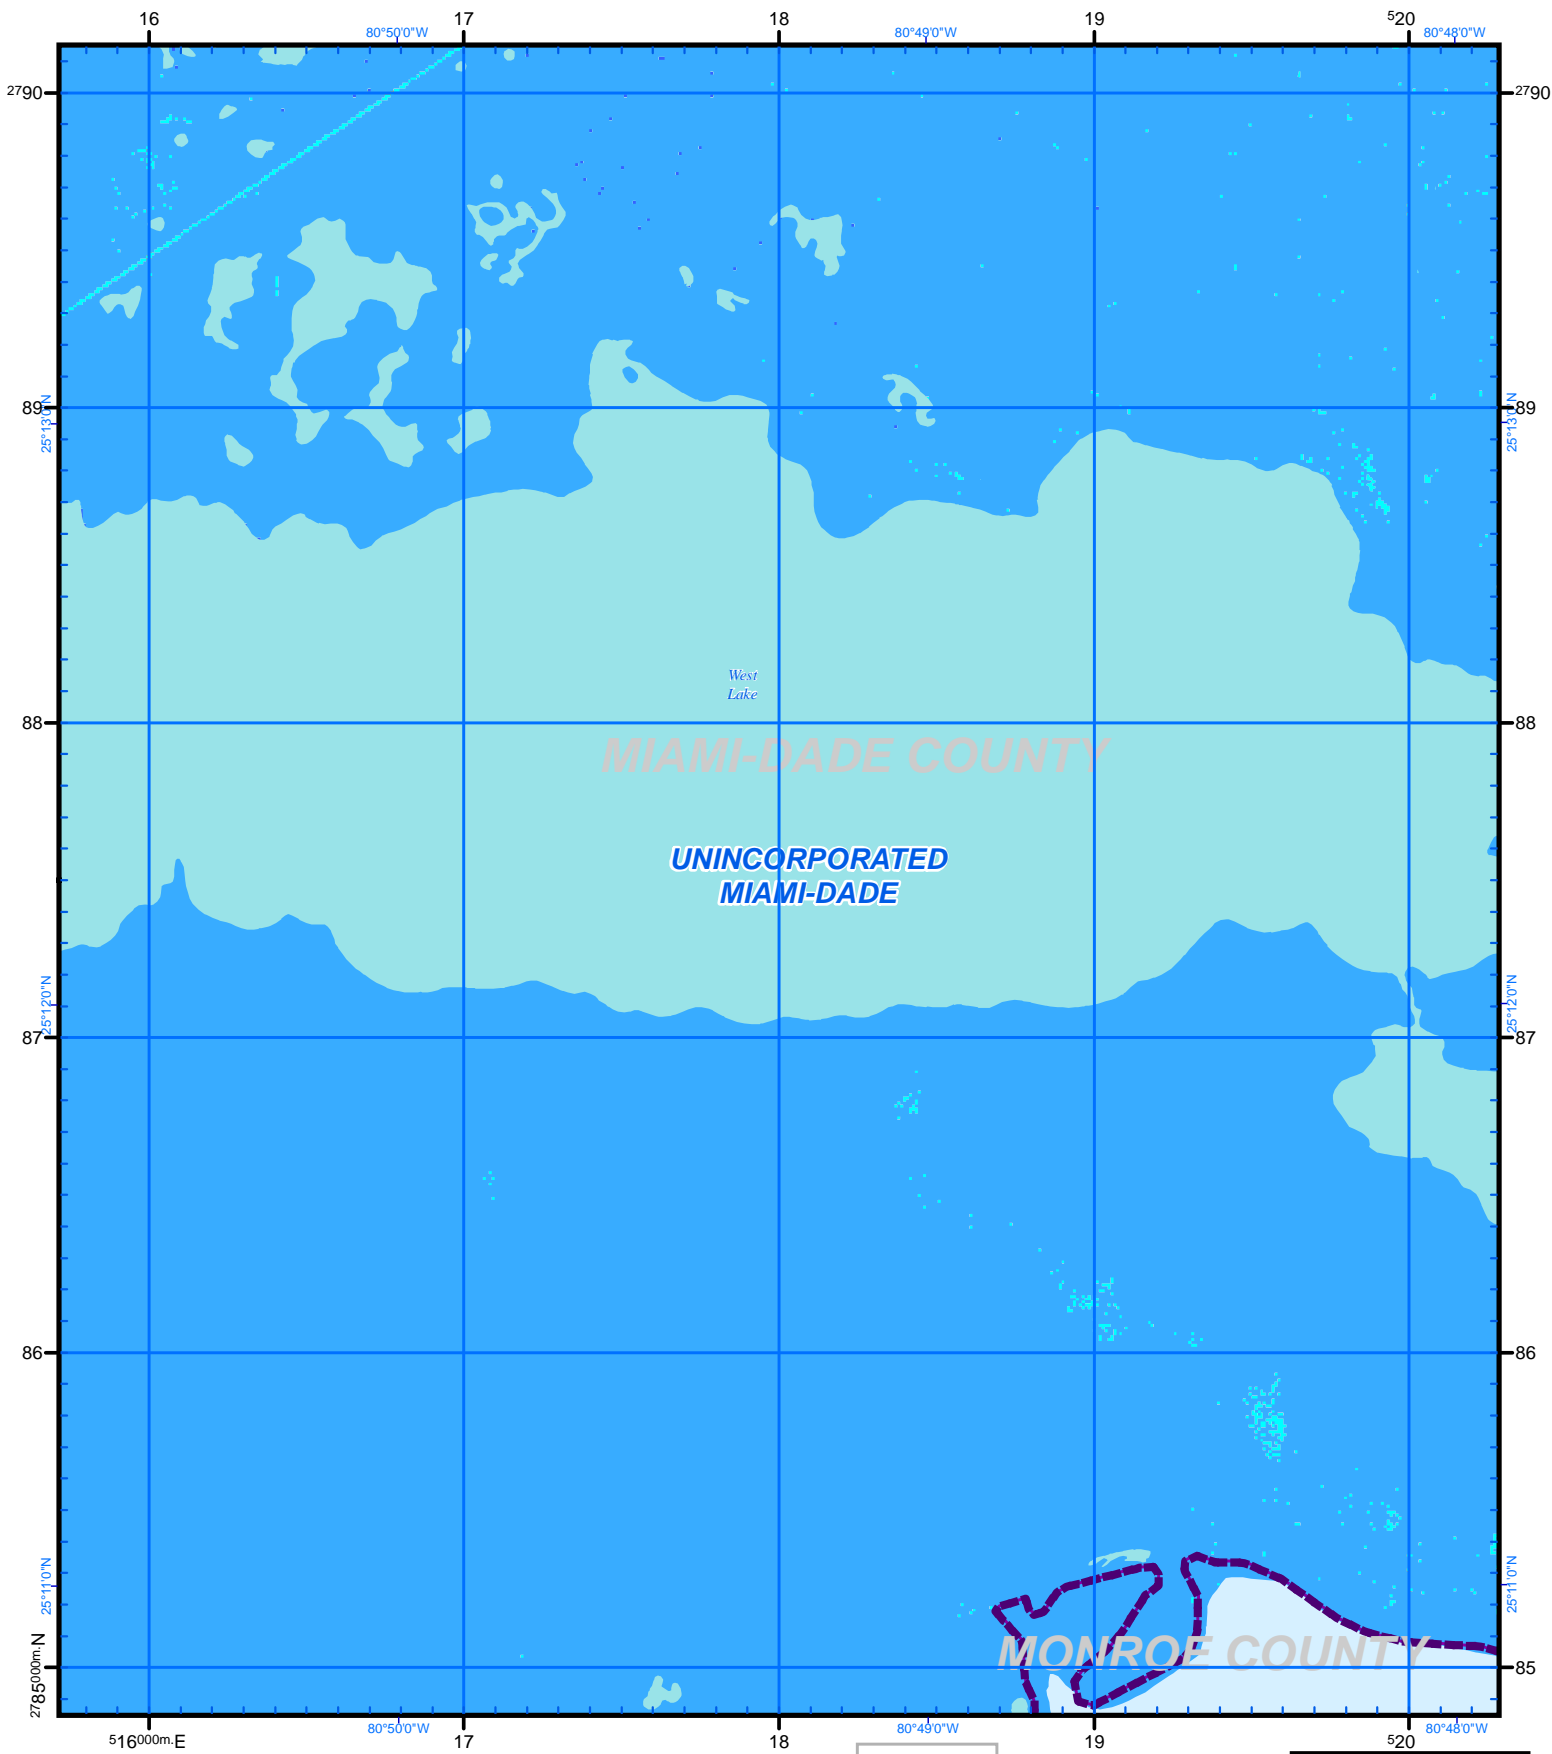 16 17 18 19 520
80°50'0"W 80°49'0"W 80°48'0"W
2790 2790
89 89
25°13'0"N 25°13'0"N
West
Lake
88 88
MIAMI-DADE COUNTY
UNINCORPORATED
MIAMI-DADE
25°12'0"N 25°12'0"N
87 87
86 86
25°11'0"N 25°11'0"N
MONROE COUNTY
2785000m. N 85
80°50'0"W 80°49'0"W 80°48'0"W
516000m. E 17 18 19 520